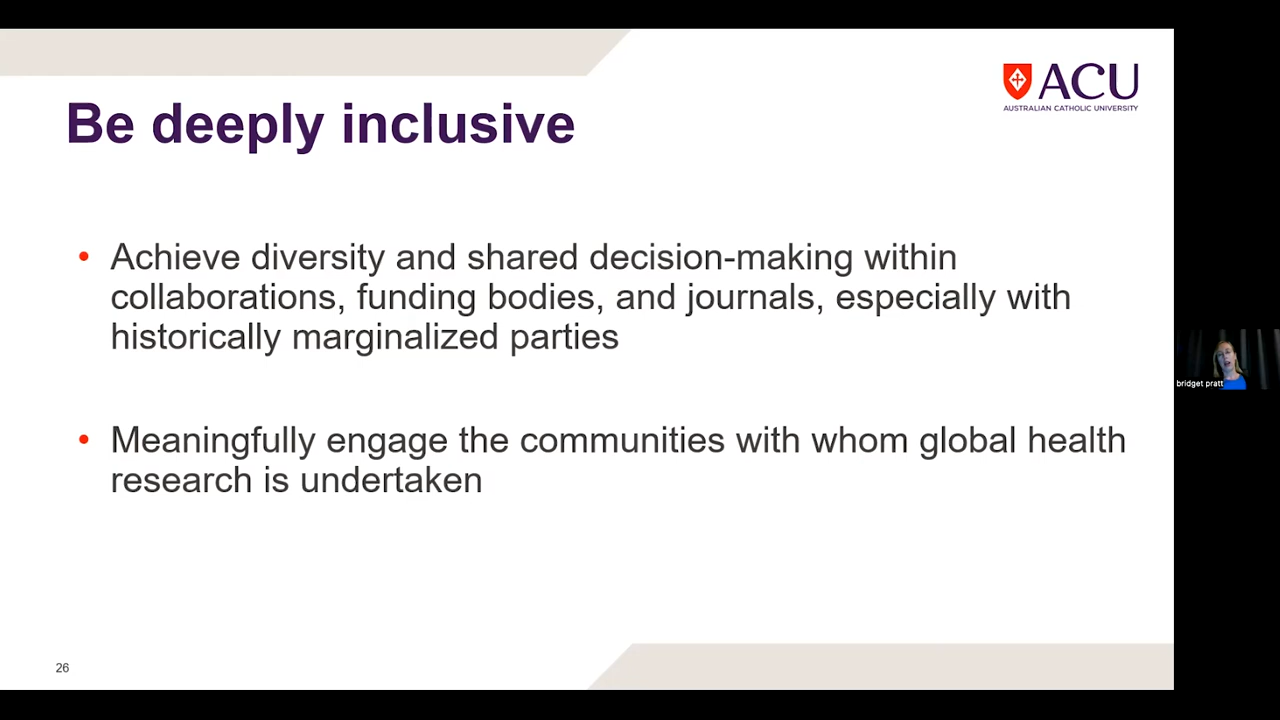 ACU
AUSTRALIAN CATHOLIC UNIVERSITY
Be deeply inclusive
• Achieve diversity and shared decision-making within
collaborations, funding bodies, and journals, especially with
historically marginalized parties
• Meaningfully engage the communities with whom global health
research is undertaken
bridget pratt
26